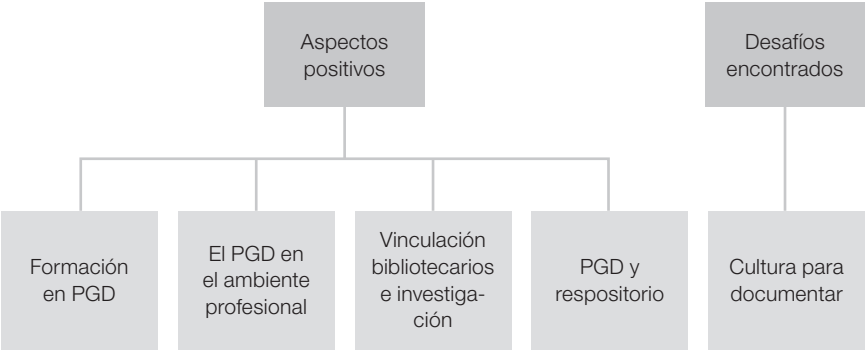 Aspectos
positivos
Desafíos
encontrados
Formación
en PGD
El PGD en
el ambiente
profesional
Vinculación
bibliotecarios
e investiga-
ción
PGD y
respositorio
Cultura para
documentar